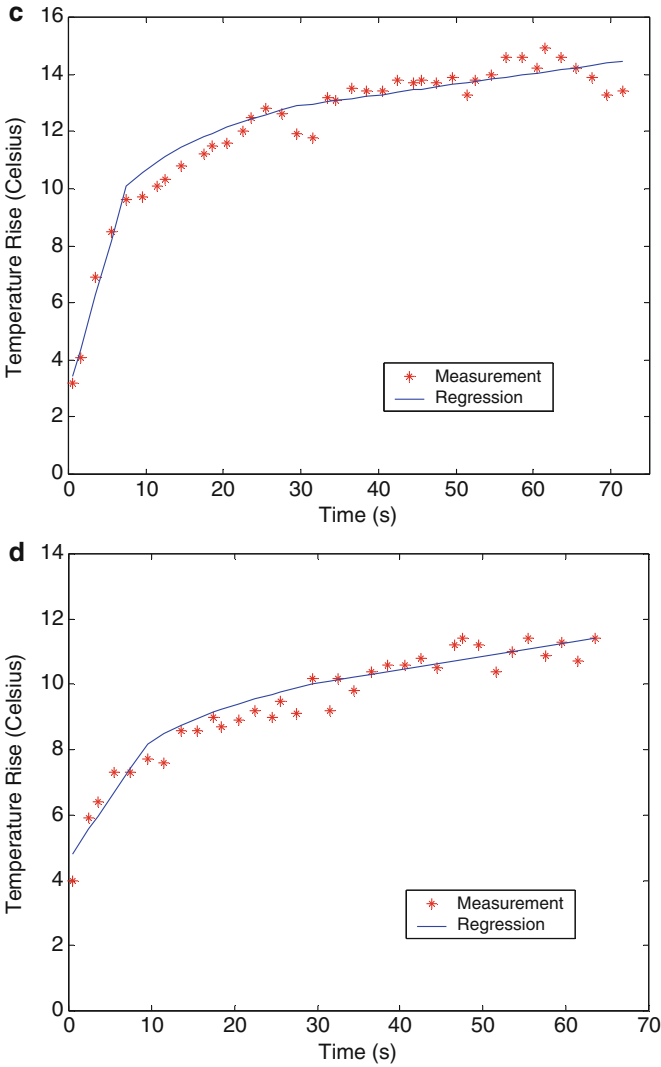 c
16
14
12
10
8
6
4
2
0
Temperature Rise (Celsius)
Measurement
Regression
0 10 20 30 40 50 60 70
Time (s)
d
14
12
10
8
6
4
2
0
Temperature Rise (Celsius)
Measurement
Regression
0 10 20 30 40 50 60 70
Time (s)